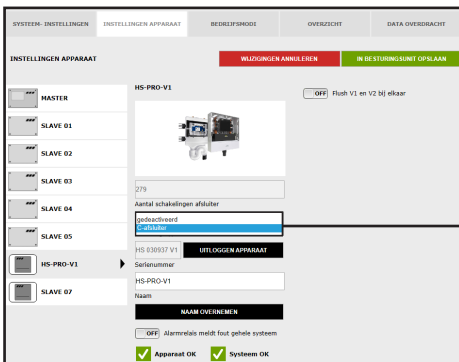 SYSTEEM- INSTELLINGEN
INSTELLINGEN APPARAAT
BEDRIJFSMODI
OVERZICHT
DATA OVERDRACHT
INSTELLINGEN APPARAAT
WIJZIGINGEN ANNULEREN
IN BESTURINGSUNIT OPSLAAN
MASTER
SLAVE 01
SLAVE 02
SLAVE 03
SLAVE 04
SLAVE 05
HS-PRO-V1
SLAVE 07
HS-PRO-V1
279
Aantal schakelingen afsluiter
gedeactiveerd
C-afsluiter
HS 030937 V1
UITLOGGEN APPARAAT
Serienummer
HS-PRO-V1
Naam
NAAM OVERNEMEN
OFF Alarmrelais meldt fout gehele systeem
Apparaat OK
Systeem OK
OFF Flush V1 en V2 bij elkaar